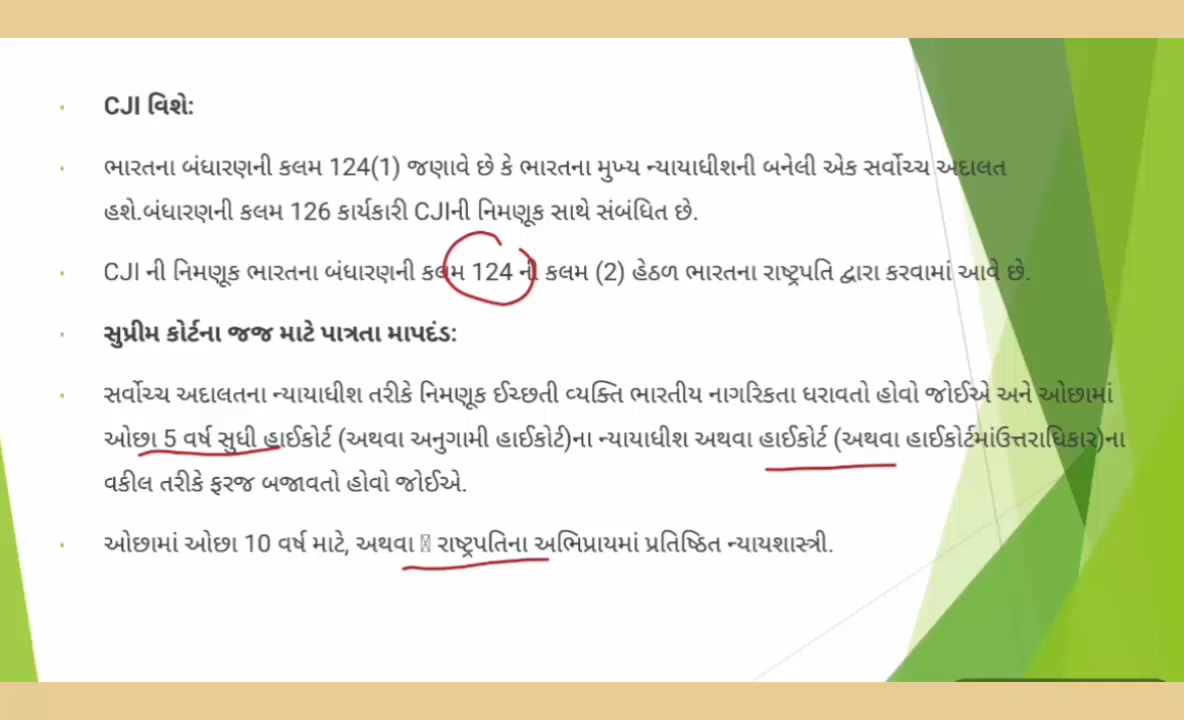 CJI વિશે:
ભારતના બંધારણની કલમ 124(1) જણાવે છે કે ભારતના મુખ્ય ન્યાયાધીશની બનેલી એક સર્વોચ્ચ અદાલત
હશે.બંધારણની કલમ 126 કાર્યકારી CJIની નિમણૂક સાથે સંબંધિત છે.
CJI ની નિમણૂક ભારતના બંધારણની કલમ 124 ની કલમ (2) હેઠળ ભારતના રાષ્ટ્રપતિ દ્વારા કરવામાં આવે છે.
સુપ્રીમ કોર્ટના જજ માટે પાત્રતા માપદંડ:
સર્વોચ્ચ અદાલતના ન્યાયાધીશ તરીકે નિમણૂક ઈચ્છતી વ્યક્તિ ભારતીય નાગરિકતા ધરાવતો હોવો જોઈએ અને ઓછામાં
ઓછા 5 વર્ષ સુધી હાઈકોર્ટ (અથવા અનુગામી હાઈકોર્ટ)ના ન્યાયાધીશ અથવા હાઈકોર્ટ (અથવા હાઈકોર્ટમાંઉત્તરાધિકાર)ના
વકીલ તરીકે ફરજ બજાવતો હોવો જોઈએ.
ઓછામાં ઓછા 10 વર્ષ માટે, અથવા રાષ્ટ્રપતિના અભિપ્રાયમાં પ્રતિષ્ઠિત ન્યાયશાસ્ત્રી.